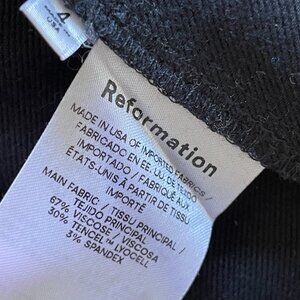 4
USA
Reformation
MADE IN USA OF IMPORTED FABRICS /
FABRICADO EN EE. UU. DE TEJIDO
IMPORTADO / FABRIQUÉ AUX
ÉTATS-UNIS À PARTIR DE TISSU
IMPORTÉ
MAIN FABRIC / TISSU PRINCIPAL /
TEJIDO PRINCIPAL
67% VISCOSE / VISCOSA
30% TENCEL™ LYOCELL
3% SPANDEX